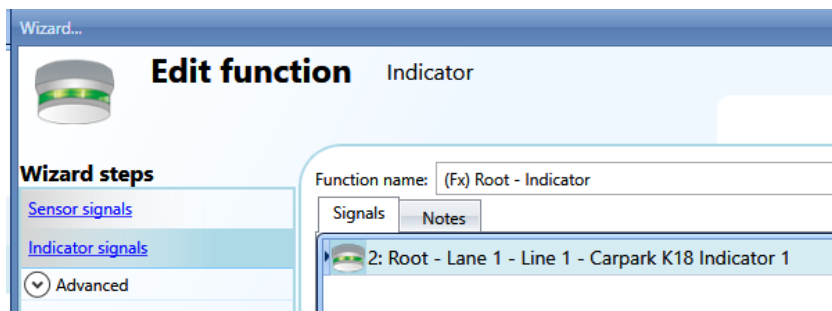 Wizard...
Edit function Indicator
Wizard steps
Function name: (Fx) Root - Indicator
Sensor signals
Signals Notes
Indicator signals
2: Root - Lane 1 - Line 1 - Carpark K18 Indicator 1
Advanced